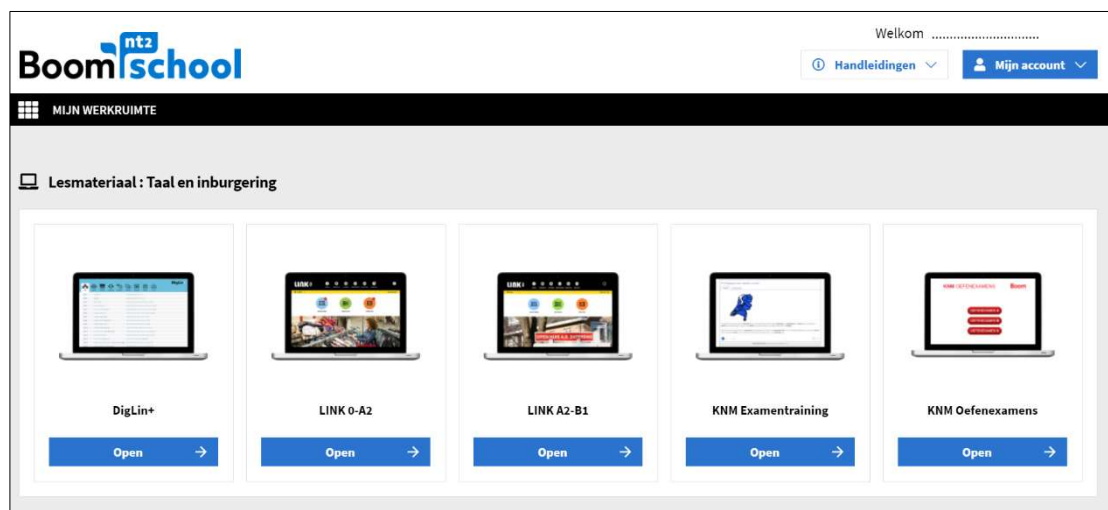 nt2
Boom school
Welkom ..............................
Handleidingen
Mijn account
MIJN WERKRUIMTE
Lesmateriaal : Taal en inburgering
DigLin+
LINK 0-A2
LINK A2-B1
KNM Examentraining
KNM Oefenexamens
Open
Open
Open
Open
Open